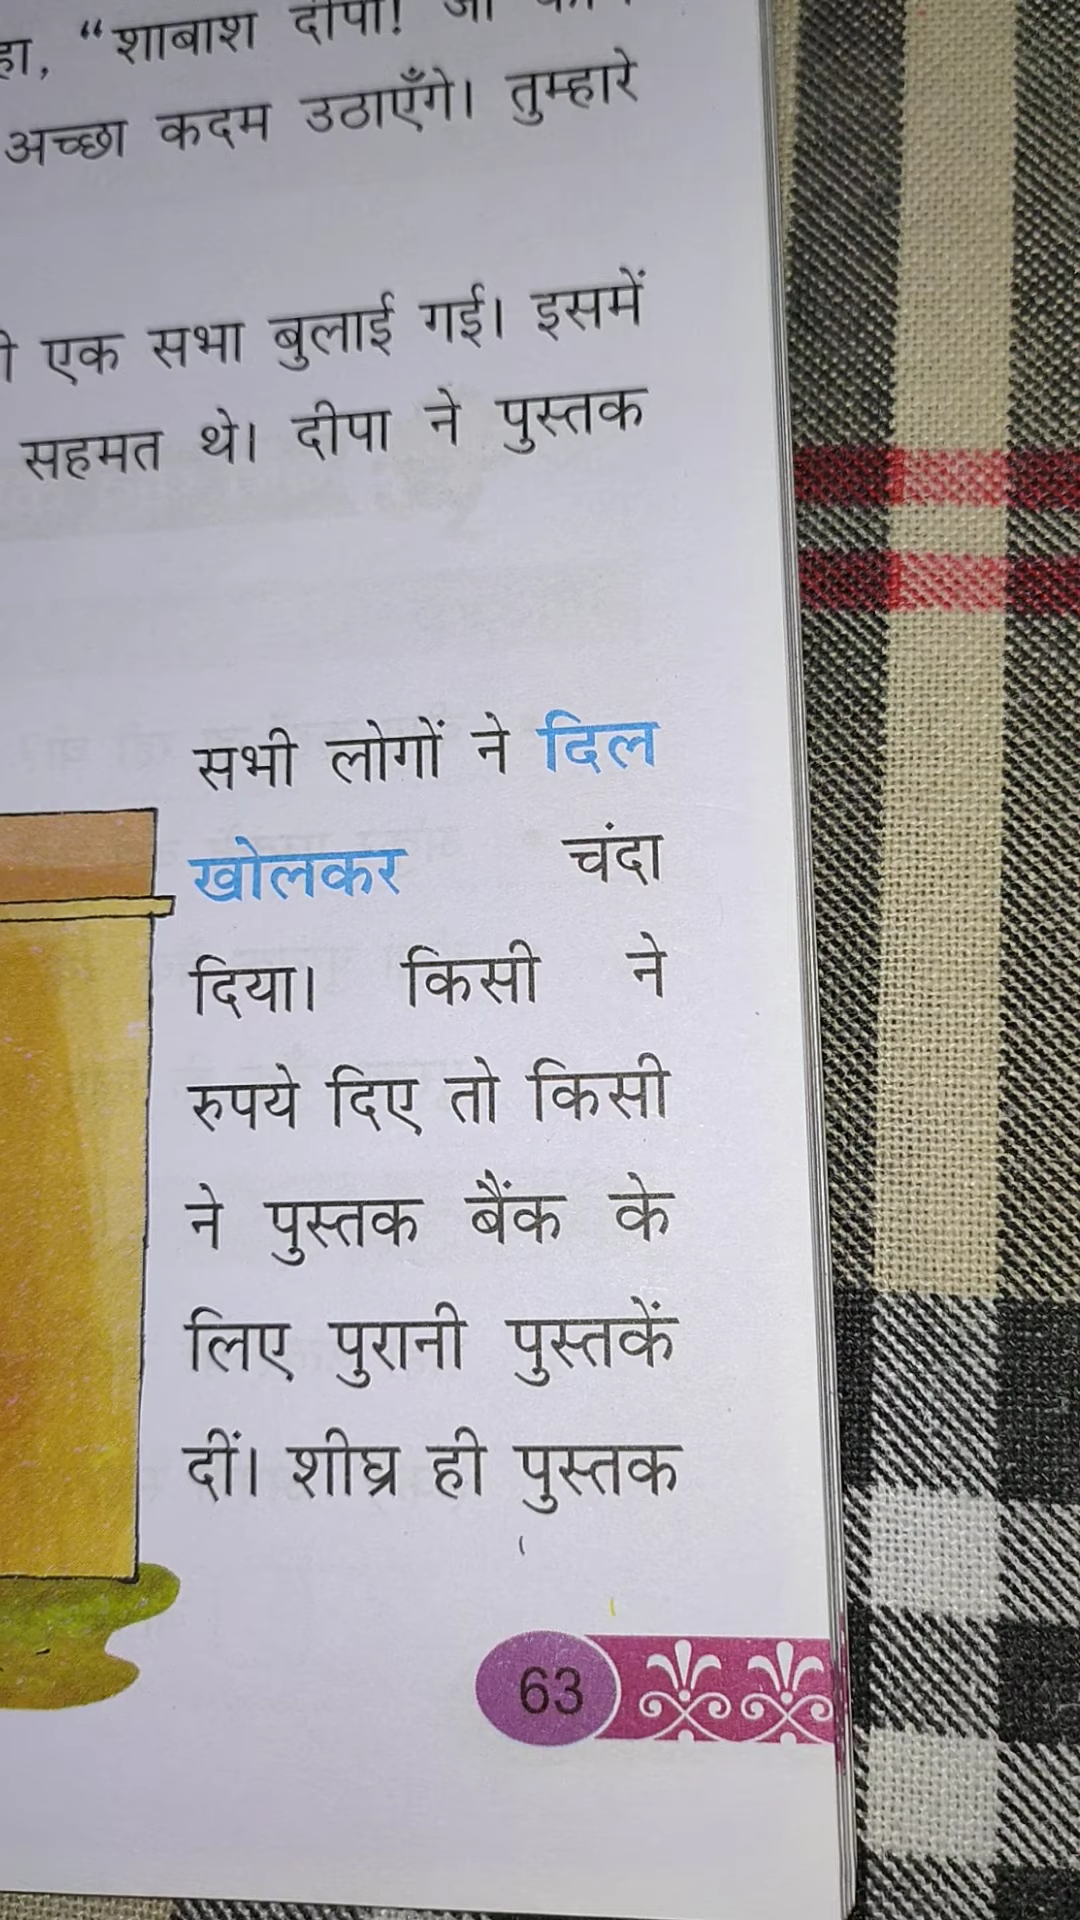 “शाबाश दीपा!
अच्छा कदम उठाएँगे। तुम्हारे
एक सभा बुलाई गई। इसमें
सहमत थे। दीपा ने पुस्तक
सभी लोगों ने दिल
खोलकर चंदा
दिया। किसी ने
रुपये दिए तो किसी
ने पुस्तक बैंक के
लिए पुरानी पुस्तकें
दीं। शीघ्र ही पुस्तक
63